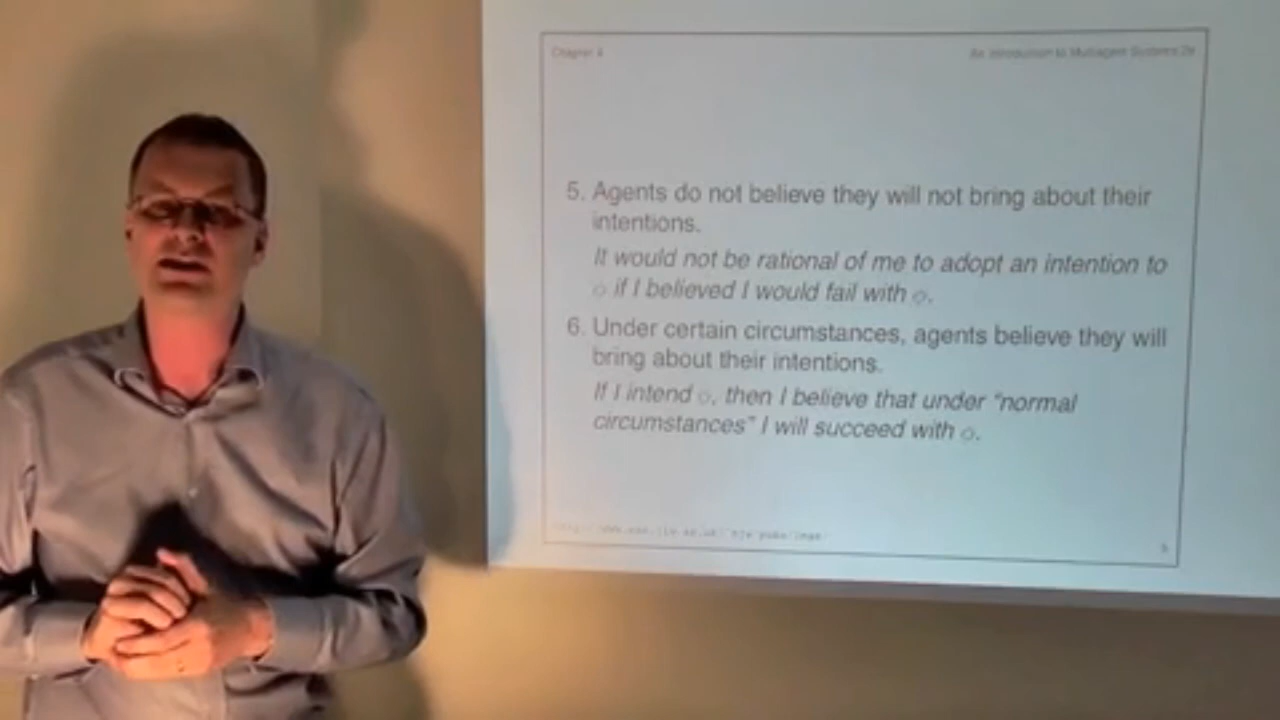 Chapter 4
An Introduction to Multiagent Systems 2e
5. Agents do not believe they will not bring about their
intentions.
It would not be rational of me to adopt an intention to
ϕ if I believed I would fail with ϕ.
6. Under certain circumstances, agents believe they will
bring about their intentions.
If I intend ϕ, then I believe that under "normal
circumstances" I will succeed with ϕ.